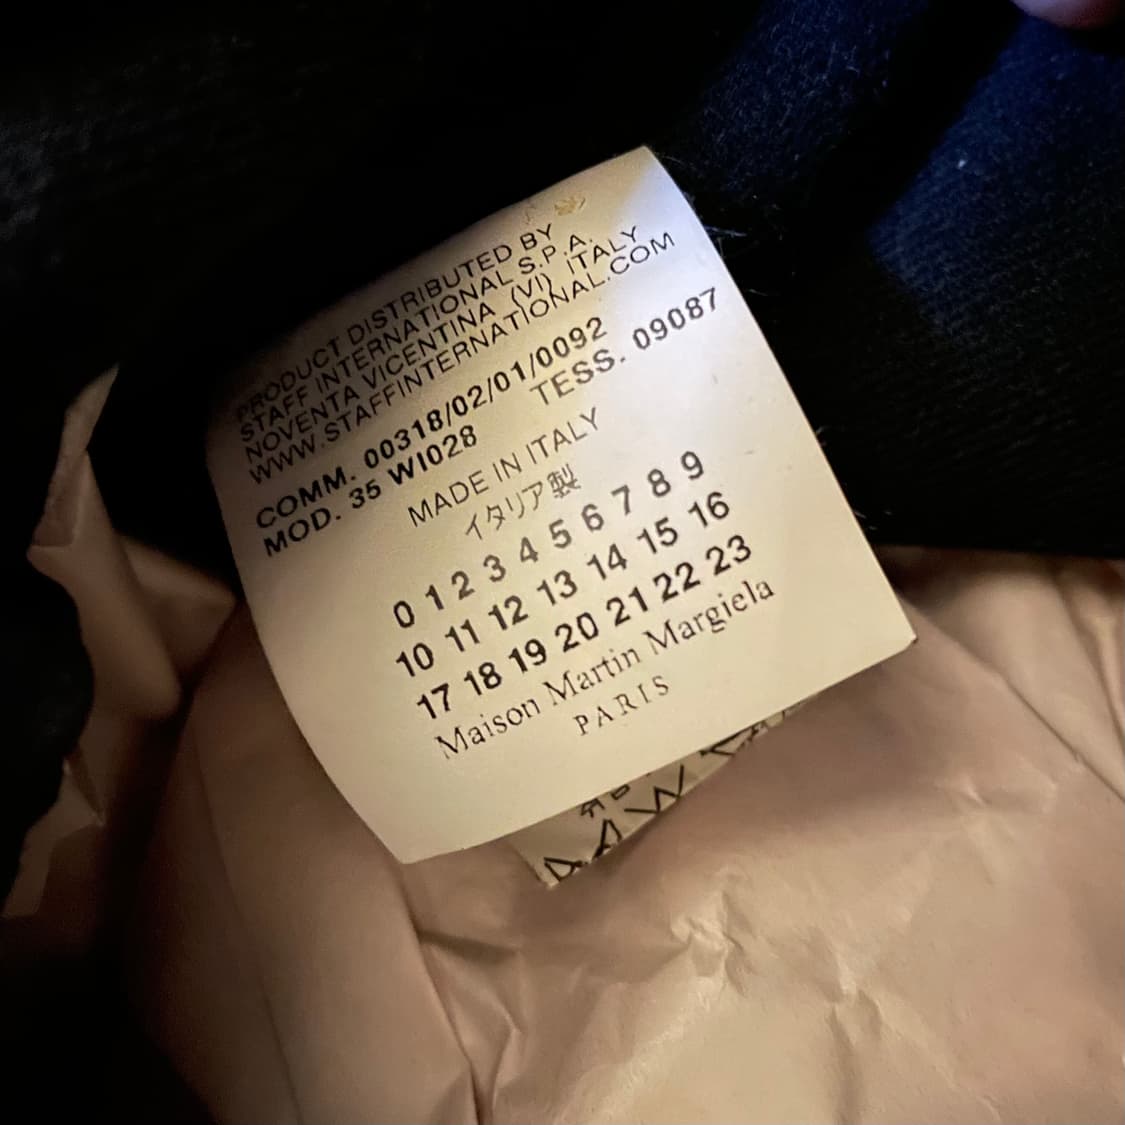 PRODUCT DISTRIBUTED BY
STAFF INTERNATIONAL S.P.A.
NOVENTA VICENTINA (VI) ITALY
WWW.STAFFINTERNATIONAL.COM
COMM. 00318/02/01/0092
MOD. 35 WI028 TESS. 09087
MADE IN ITALY
イタリア製
0 1 2 3 4 5 6 7 8 9
10 11 12 13 14 15 16
17 18 19 20 21 22 23
Maison Martin Margiela
PARIS